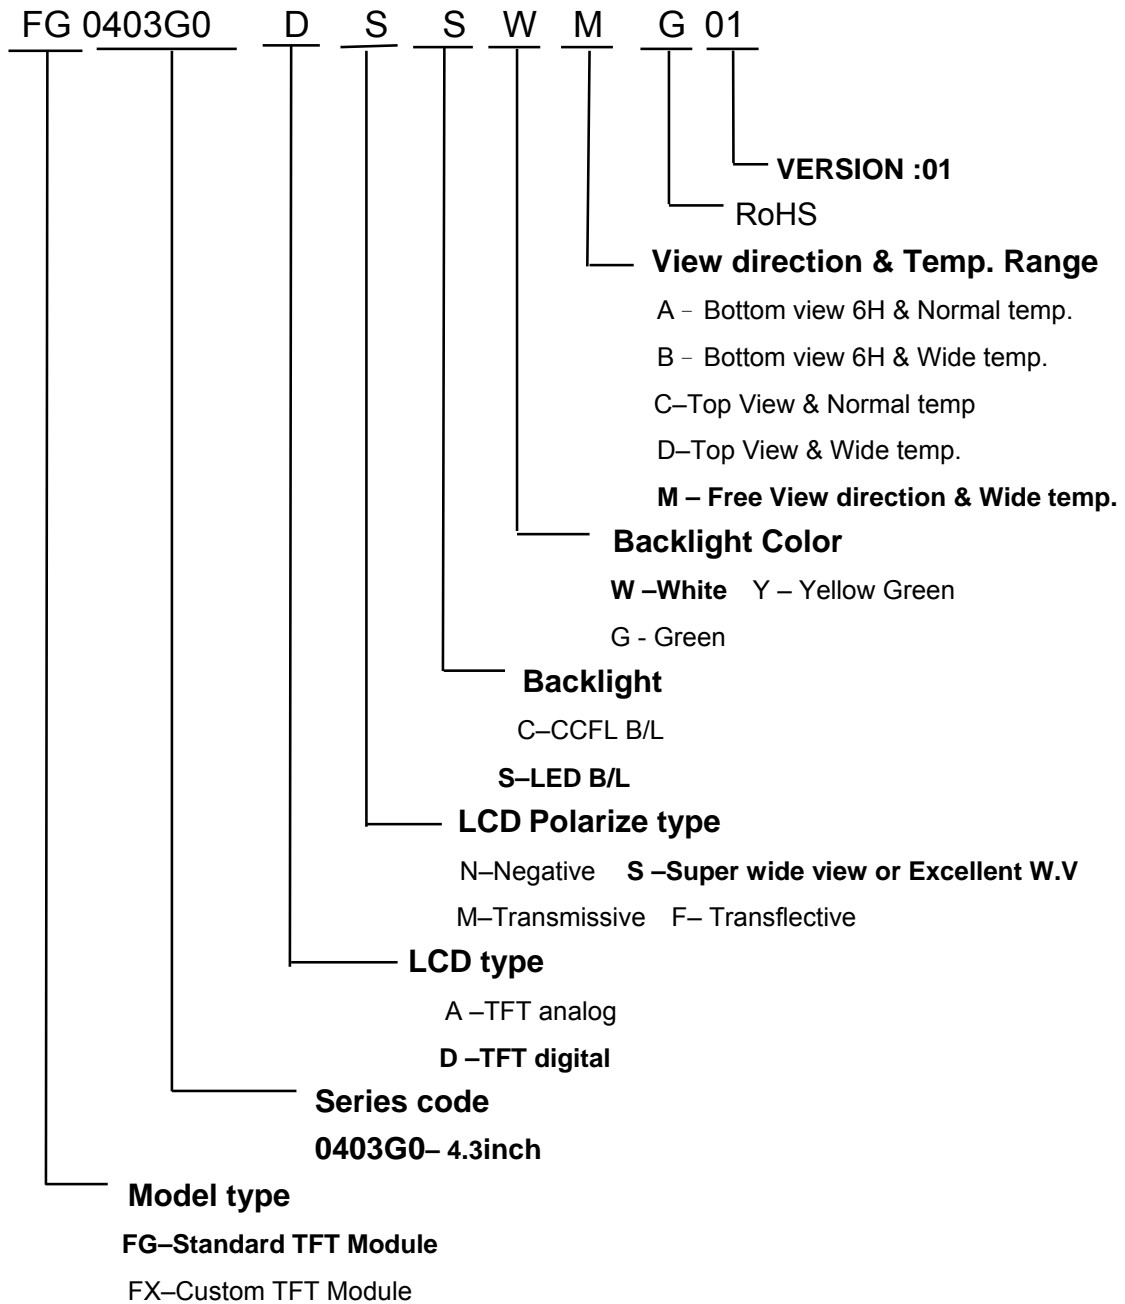 FG 0403G0 D S S W M G 01
VERSION :01
RoHS
View direction & Temp. Range
A – Bottom view 6H & Normal temp.
B – Bottom view 6H & Wide temp.
C–Top View & Normal temp
D–Top View & Wide temp.
M – Free View direction & Wide temp.
Backlight Color
W –White Y – Yellow Green
G - Green
Backlight
C–CCFL B/L
S–LED B/L
LCD Polarize type
N–Negative S –Super wide view or Excellent W.V
M–Transmissive F– Transflective
LCD type
A –TFT analog
D –TFT digital
Series code
0403G0– 4.3inch
Model type
FG–Standard TFT Module
FX–Custom TFT Module